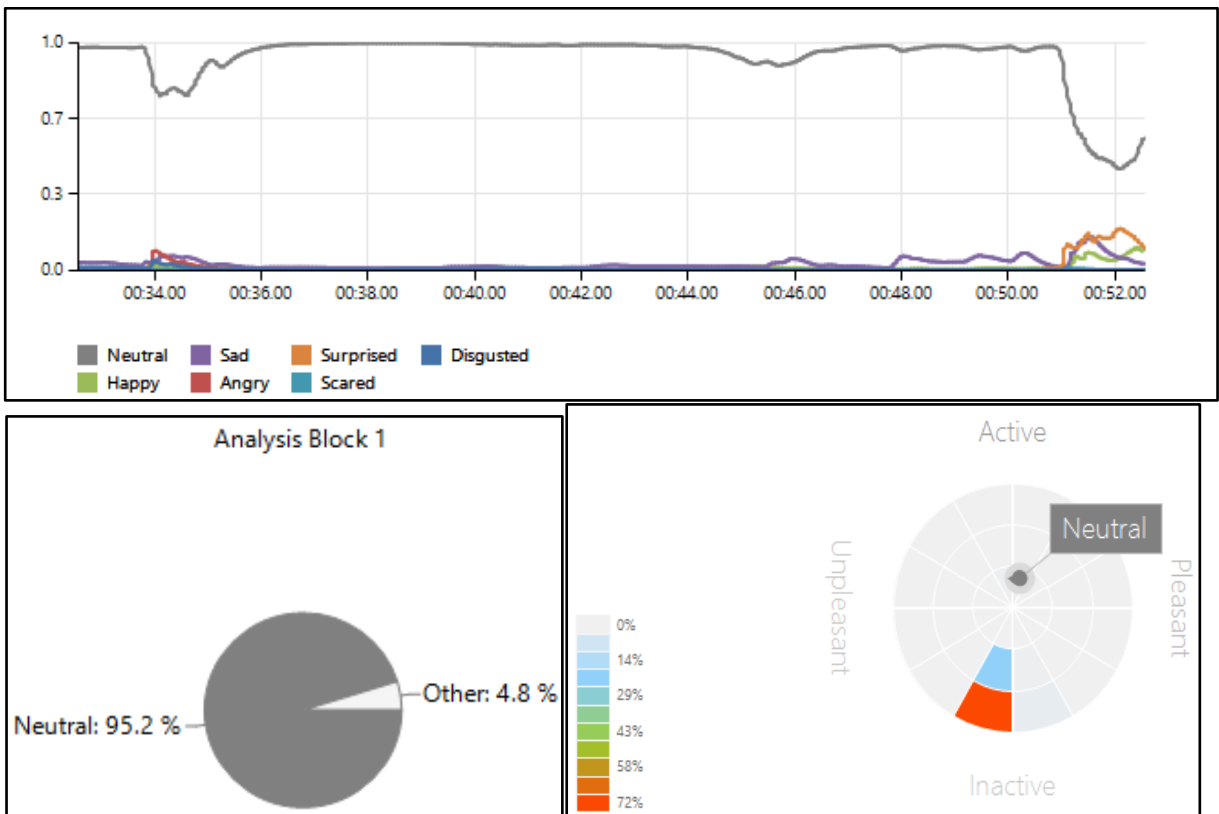 1.0
0.7
0.3
0.0
00:34.00 00:36.00 00:38.00 00:40.00 00:42.00 00:44.00 00:46.00 00:48.00 00:50.00 00:52.00
Neutral Sad Surprised Disgusted
Happy Angry Scared
Analysis Block 1
Neutral: 95.2 %
Other: 4.8 %
Active
Neutral
Unpleasant
Pleasant
Inactive
0%
14%
29%
43%
58%
72%